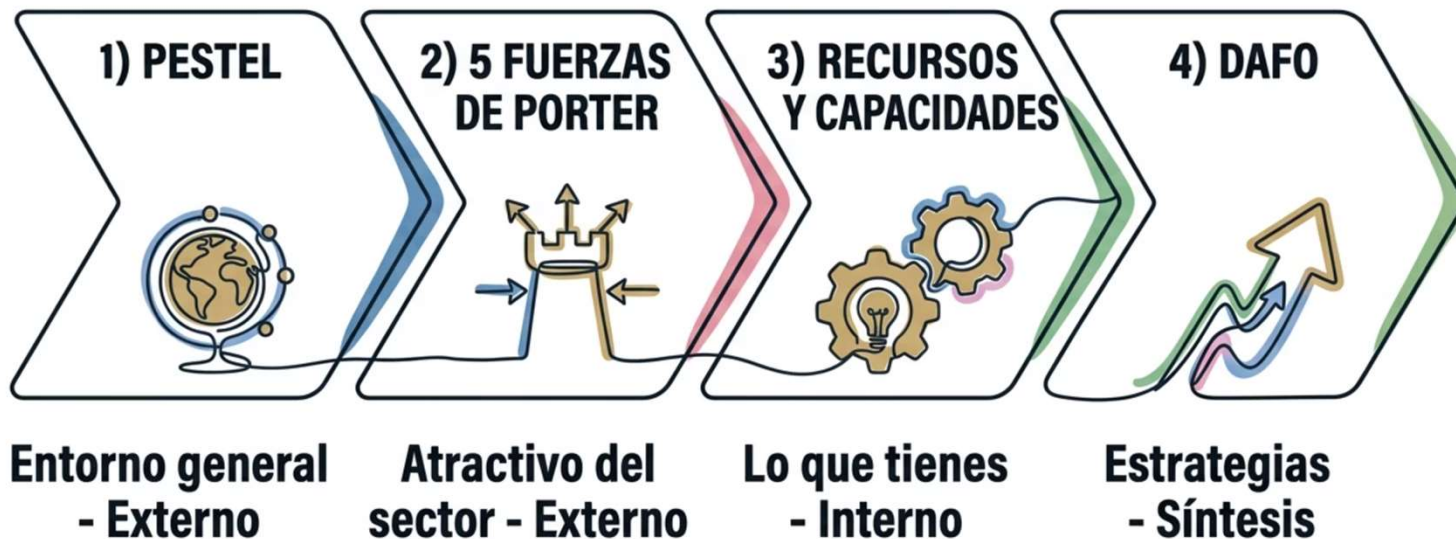 1) PESTEL
Entorno general
- Externo
2) 5 FUERZAS
DE PORTER
Atractivo del
sector - Externo
3) RECURSOS
Y CAPACIDADES
Lo que tienes
- Interno
4) DAFO
Estrategias
- Síntesis